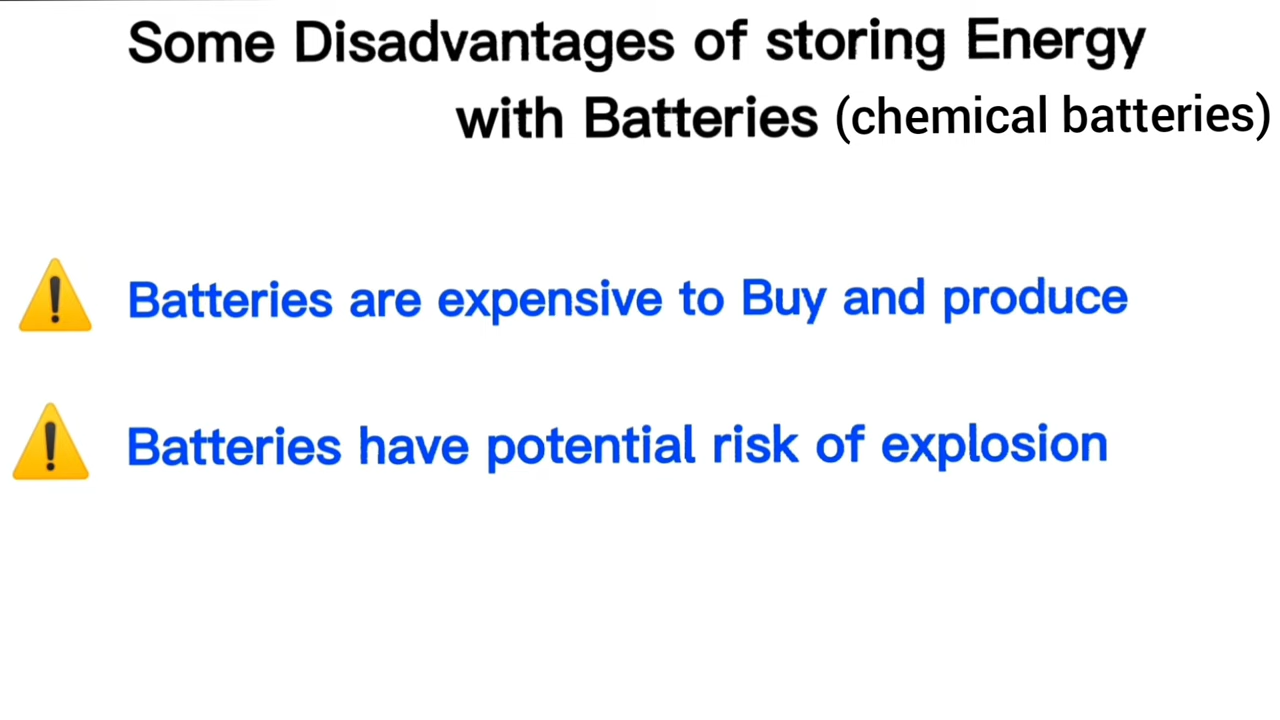 Some Disadvantages of storing Energy
with Batteries (chemical batteries)
Batteries are expensive to Buy and produce
Batteries have potential risk of explosion